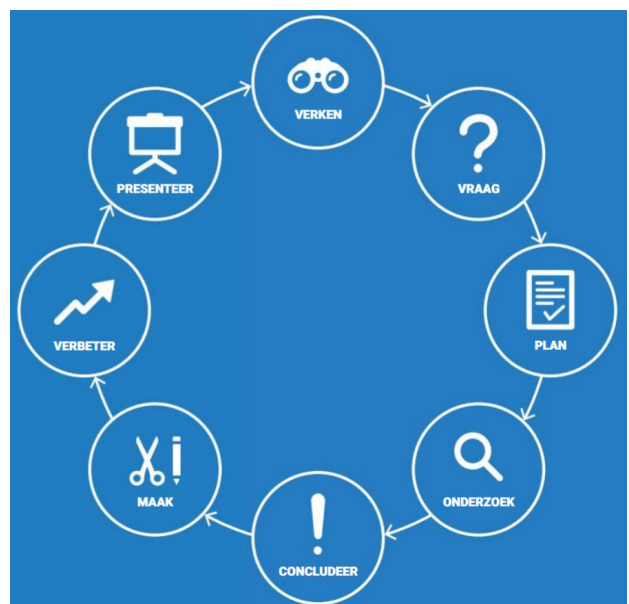 VERKEN
VRAAG
PLAN
ONDERZOEK
CONCLUDEER
MAAK
VERBETER
PRESENTEER